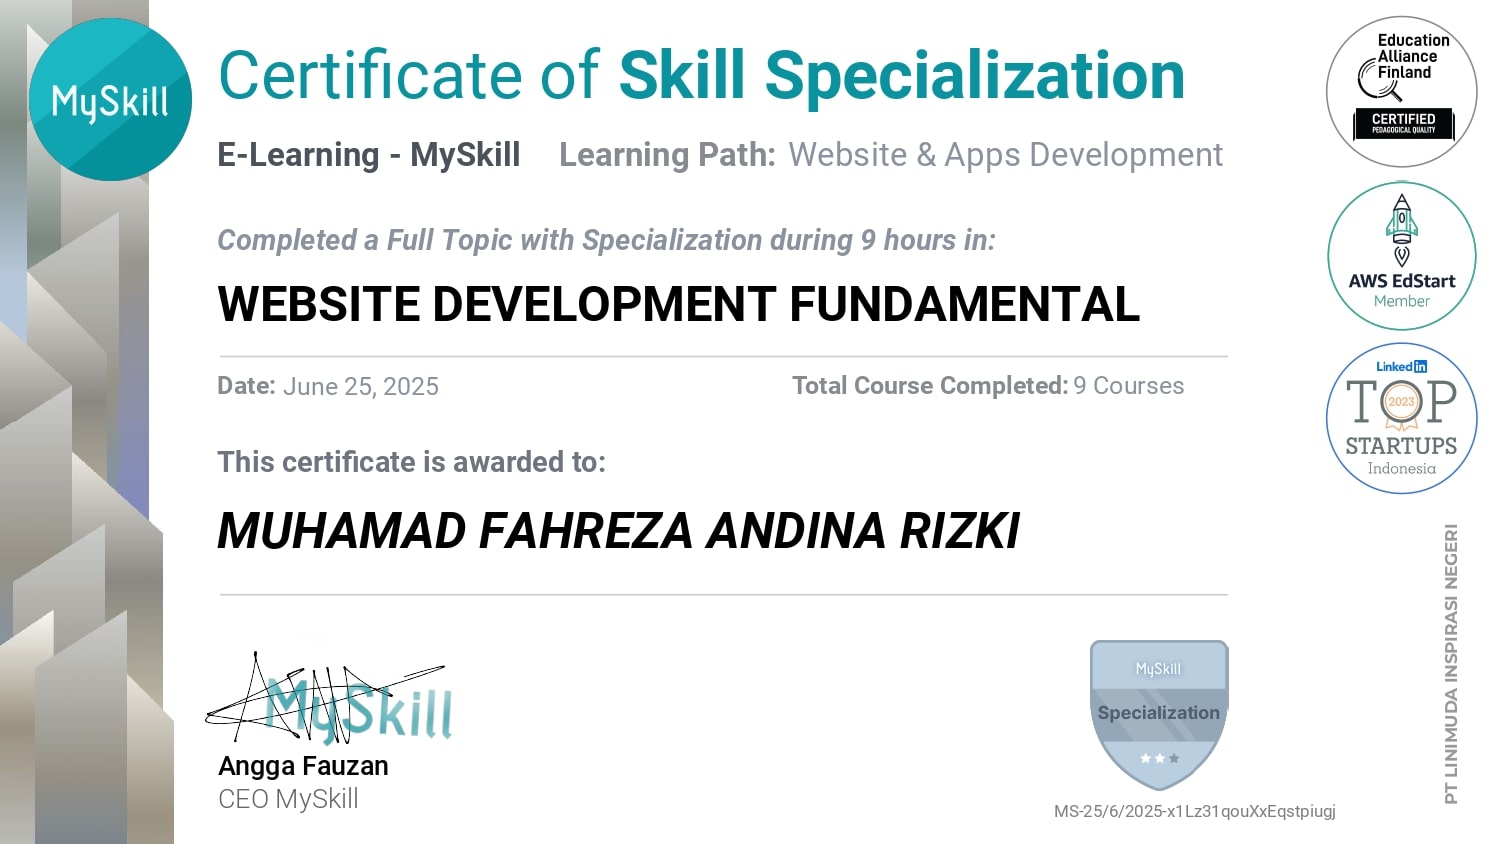 MySkill
Certificate of Skill Specialization
E-Learning - MySkill Learning Path: Website & Apps Development
Completed a Full Topic with Specialization during 9 hours in:
WEBSITE DEVELOPMENT FUNDAMENTAL
Date: June 25, 2025 Total Course Completed: 9 Courses
This certificate is awarded to:
MUHAMAD FAHREZA ANDINA RIZKI
MySkill
Angga Fauzan
CEO MySkill
MySkill
Specialization
MS-25/6/2025-x1Lz31qouXxEqstpiugj
Education
Alliance
Finland
CERTIFIED
PEDAGOGICAL QUALITY
AWS EdStart
Member
Linked in
TOP
2023
STARTUPS
Indonesia
PT LINIMUDA INSPIRASI NEGERI